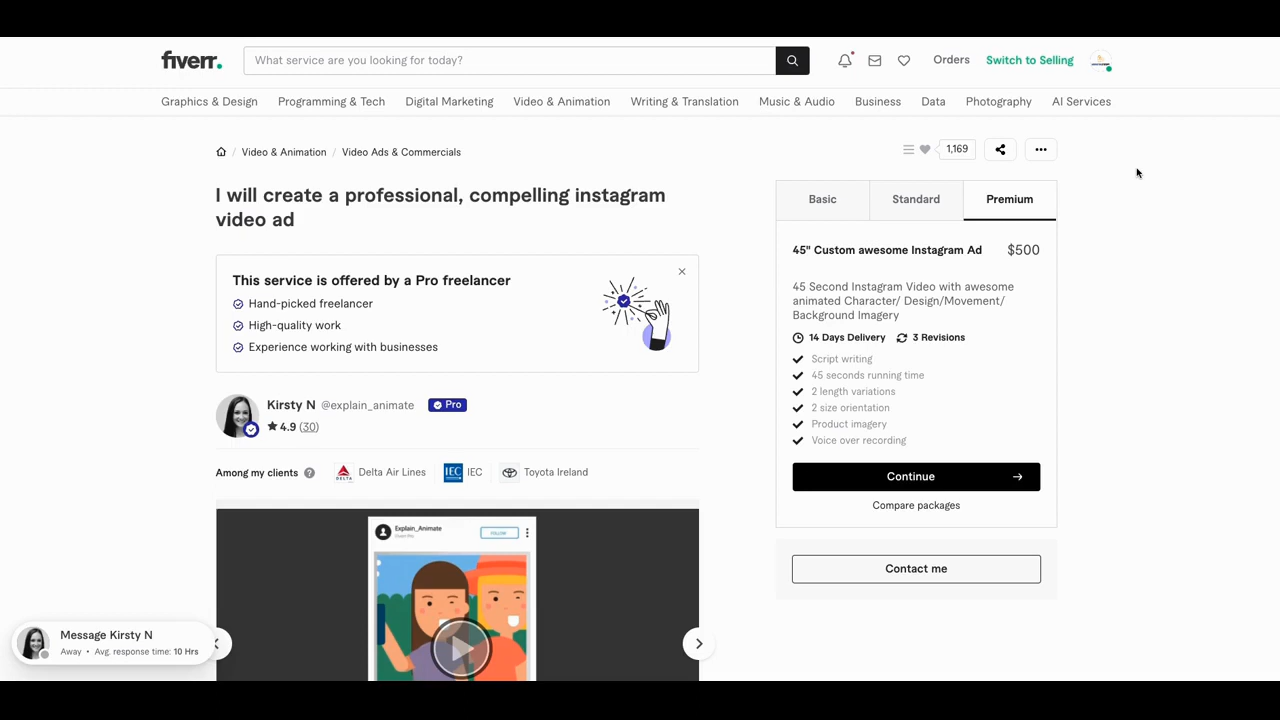 fiverr.
What service are you looking for today?
Orders
Switch to Selling
Graphics & Design
Programming & Tech
Digital Marketing
Video & Animation
Writing & Translation
Music & Audio
Business
Data
Photography
AI Services
/ Video & Animation / Video Ads & Commercials
1,169
I will create a professional, compelling instagram
video ad
This service is offered by a Pro freelancer
Hand-picked freelancer
High-quality work
Experience working with businesses
Kirsty N @explain_animate Pro
4.9 (30)
Among my clients ? DELTA Delta Air Lines IEC IEC Toyota Ireland
Explain_Animate
FOLLOW
Basic
Standard
Premium
45" Custom awesome Instagram Ad $500
45 Second Instagram Video with awesome
animated Character/ Design/Movement/
Background Imagery
14 Days Delivery 3 Revisions
Script writing
45 seconds running time
2 length variations
2 size orientation
Product imagery
Voice over recording
Continue →
Compare packages
Contact me
Message Kirsty N
Away • Avg. response time: 10 Hrs